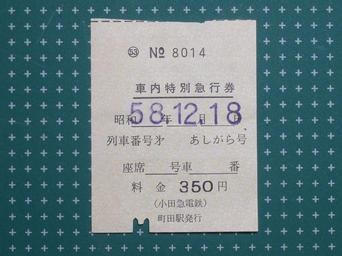 53 № 8014
車内特別急行券
昭和 年 月 日
58.12.18
列車番号才 あしがら号
座席 号車 番
料金 350円
(小田急電鉄)
町田駅発行